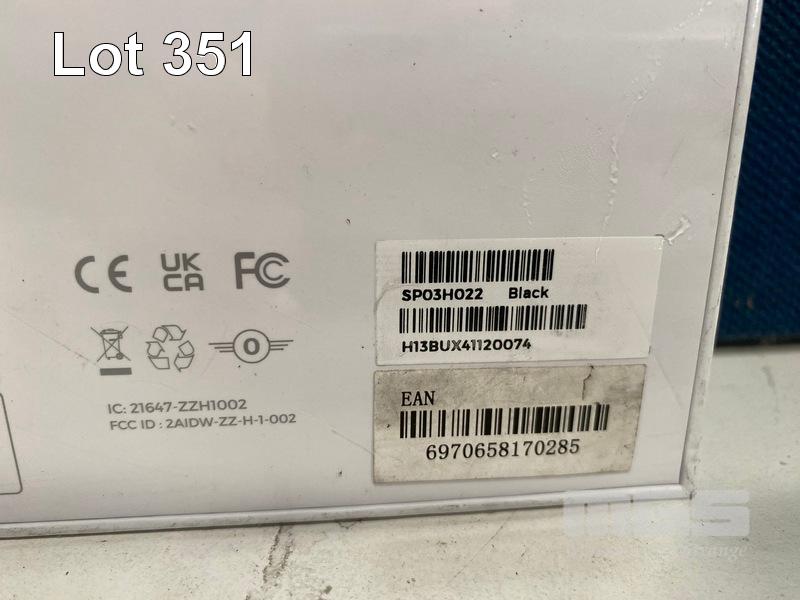 Lot 351
CE UK CA FC
0
SP03H022 Black
H13BUX41120074
IC: 21647-ZZH1002
FCC ID : 2AIDW-ZZ-H-1-002
EAN
6970658170285